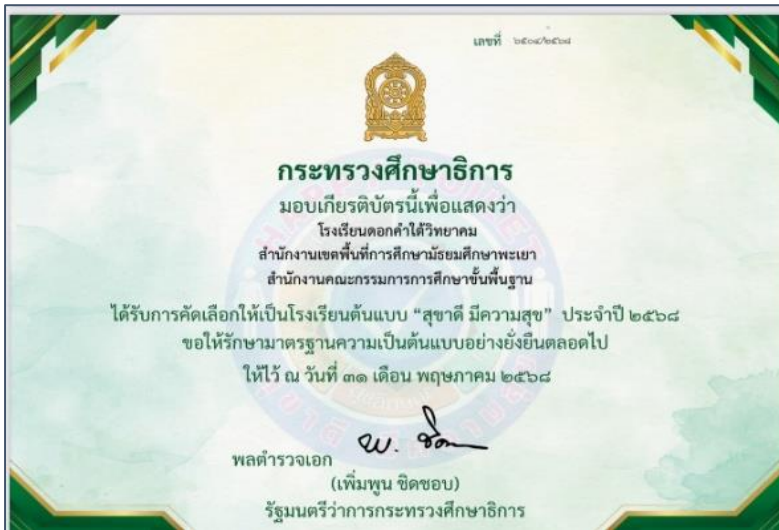 เลขที่ ๒๕๐๔/๒๕๖๘
กระทรวงศึกษาธิการ
มอบเกียรติบัตรนี้เพื่อแสดงว่า
โรงเรียนดอกคำใต้วิทยาคม
สำนักงานเขตพื้นที่การศึกษามัธยมศึกษาพะเยา
สำนักงานคณะกรรมการการศึกษาขั้นพื้นฐาน
ได้รับการคัดเลือกให้เป็นโรงเรียนต้นแบบ “สุขาดี มีความสุข” ประจำปี ๒๕๖๘
ขอให้รักษามาตรฐานความเป็นต้นแบบอย่างยั่งยืนตลอดไป
ให้ไว้ ณ วันที่ ๓๑ เดือน พฤษภาคม ๒๕๖๘
พลตำรวจเอก
(เพิ่มพูน ชิดชอบ)
รัฐมนตรีว่าการกระทรวงศึกษาธิการ